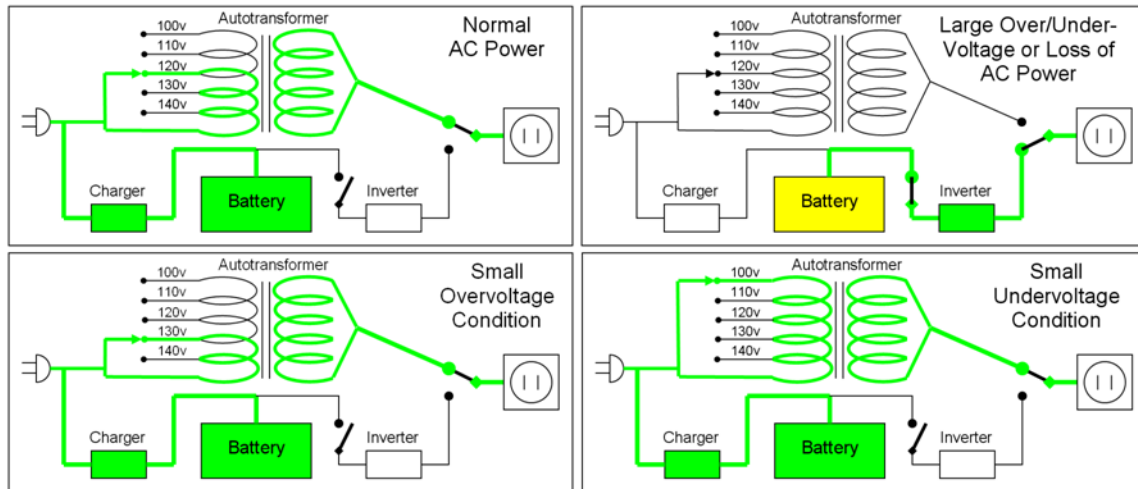 Autotransformer
Normal
AC Power
100v
110v
120v
130v
140v
Charger
Battery
Inverter
Autotransformer
Large Over/Under-
Voltage or Loss of
AC Power
100v
110v
120v
130v
140v
Charger
Battery
Inverter
Autotransformer
Small
Overvoltage
Condition
100v
110v
120v
130v
140v
Charger
Battery
Inverter
Autotransformer
Small
Undervoltage
Condition
100v
110v
120v
130v
140v
Charger
Battery
Inverter